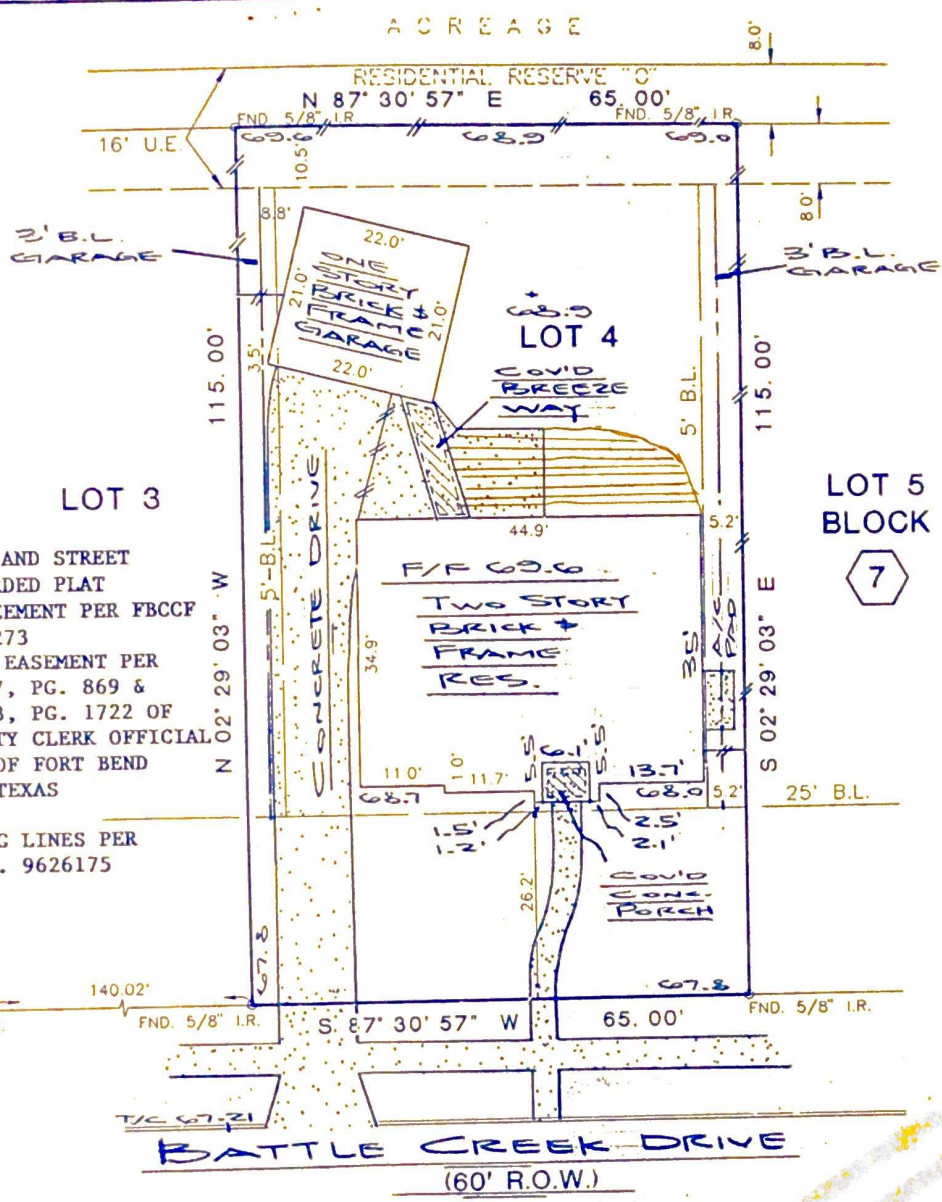 ACREAGE
8.0'
RESIDENTIAL RESERVE "O"
N 87° 30' 57" E 65.00'
FND. 5/8" I.R. FND. 5/8" I.R.
69.6 68.9 69.0
16' U.E.
10.5'
8.0'
8.8'
3' B.L.
GARAGE
3' B.L.
GARAGE
22.0'
21.0'
ONE
STORY
BRICK &
FRAME
GARAGE
21.0'
22.0'
68.9
LOT 4
COV'D
BREEZE
WAY
115.00'
3.5'
5' B.L.
115.00'
LOT 3
LOT 5
BLOCK
7
44.9'
5.2'
AND STREET
RDED PLAT
EMENT PER FBCCF
273
EASEMENT PER
7, PG. 869 &
8, PG. 1722 OF
TY CLERK OFFICIAL
OF FORT BEND
TEXAS
G LINES PER
. 9626175
N 02° 29' 03" W
5' B.L.
CONCRETE DRIVE
34.9'
F/F 69.6
TWO STORY
BRICK &
FRAME
RES.
35'
A/C
PAD
S 02° 29' 03" E
5.5'
6.1'
5.5'
11.0'
1.0'
11.7'
13.7'
68.7
68.0
5.2'
25' B.L.
1.5'
1.2'
2.5'
2.1'
26.2'
COV'D
CONC.
PORCH
67.8
67.8
140.02'
FND. 5/8" I.R. FND. 5/8" I.R.
S 87° 30' 57" W 65.00'
T/C 67.21
BATTLE CREEK DRIVE
(60' R.O.W.)